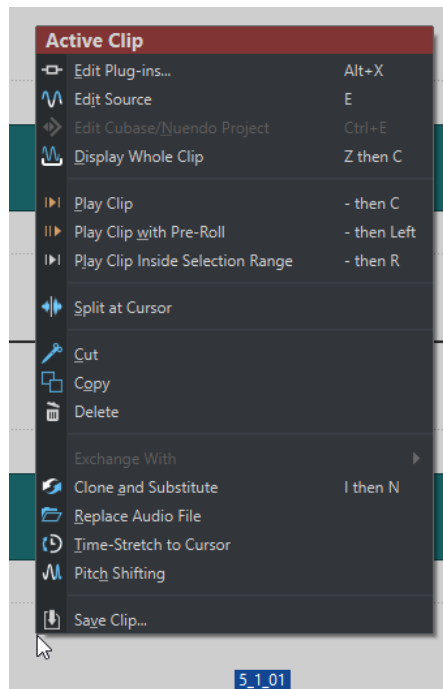 Active Clip
Edit Plug-ins... Alt+X
Edit Source E
Edit Cubase/Nuendo Project Ctrl+E
Display Whole Clip Z then C
Play Clip - then C
Play Clip with Pre-Roll - then Left
Play Clip Inside Selection Range - then R
Split at Cursor
Cut
Copy
Delete
Exchange With
Clone and Substitute I then N
Replace Audio File
Time-Stretch to Cursor
Pitch Shifting
Save Clip...
5_1_01